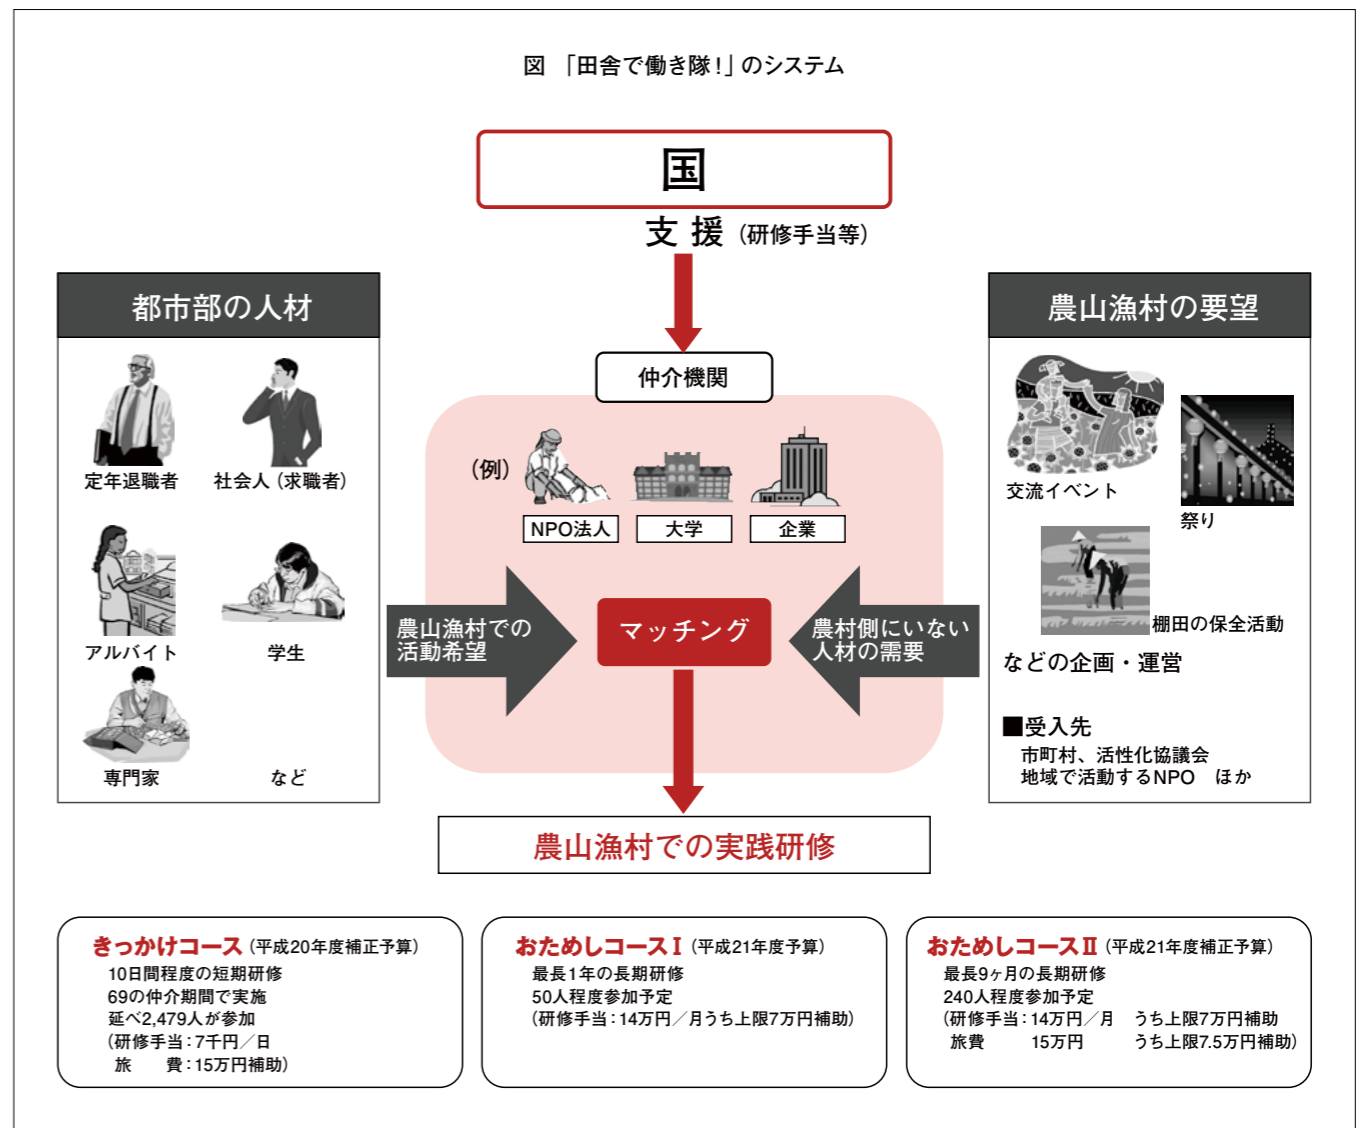 図 「田舎で働き隊！」のシステム
国
支援（研修手当等）
都市部の人材
定年退職者
社会人（求職者）
アルバイト
学生
専門家
など
仲介機関
（例）
NPO法人
大学
企業
農山漁村での
活動希望
マッチング
農村側にいない
人材の需要
農山漁村の要望
交流イベント
祭り
棚田の保全活動
などの企画・運営
■受入先
市町村、活性化協議会
地域で活動するNPO　ほか
農山漁村での実践研修
きっかけコース（平成20年度補正予算）
10日間程度の短期研修
69の仲介期間で実施
延べ2,479人が参加
（研修手当：7千円／日
旅　　費：15万円補助）
おためしコースⅠ（平成21年度予算）
最長1年の長期研修
50人程度参加予定
（研修手当：14万円／月うち上限7万円補助）
おためしコースⅡ（平成21年度補正予算）
最長9ヶ月の長期研修
240人程度参加予定
（研修手当：14万円／月　うち上限7万円補助
旅費　　　15万円　　　うち上限7.5万円補助）